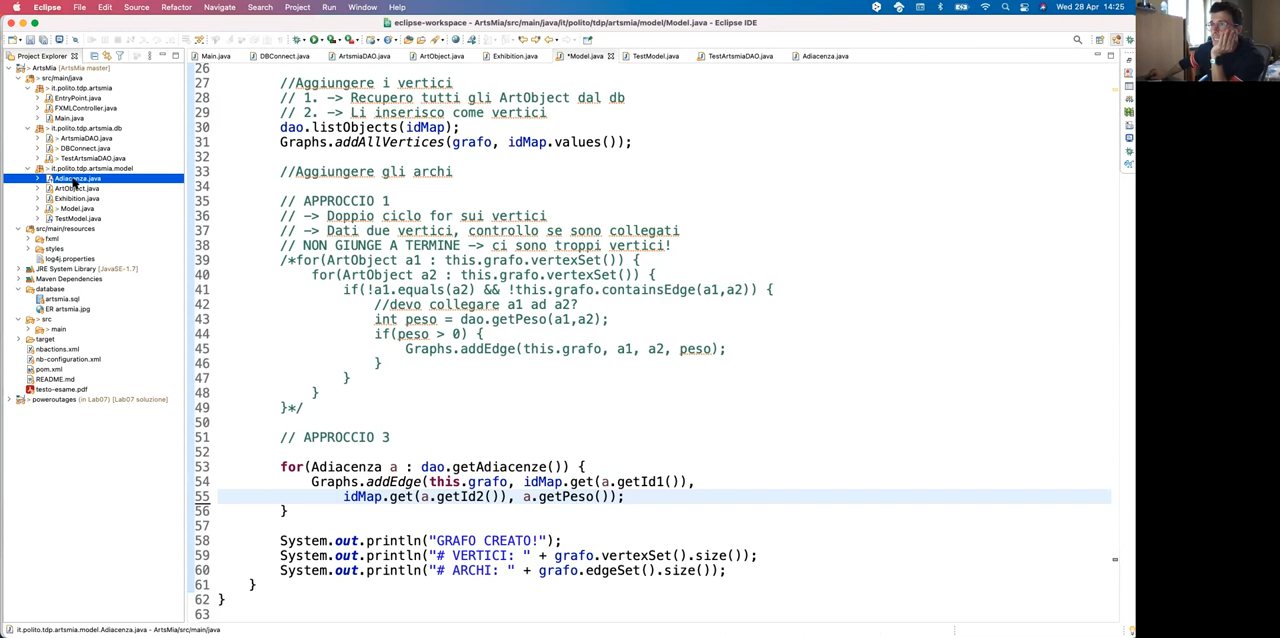 Eclipse File Edit Source Refactor Navigate Search Project Run Window Help
Wed 28 Apr 14:25
eclipse-workspace - ArtsMia/src/main/java/it/polito/tdp/artsmia/model/Model.java - Eclipse IDE
Project Explorer
Main.java DBConnect.java ArtsmiaDAO.java ArtObject.java Exhibition.java *Model.java TestModel.java TestArtsmiaDAO.java Adiacenza.java
ArtsMia [ArtsMia master]
src/main/java
it.polito.tdp.artsmia
EntryPoint.java
FXMLController.java
Main.java
> it.polito.tdp.artsmia.db
> ArtsmiaDAO.java
> DBConnect.java
> TestArtsmiaDAO.java
> it.polito.tdp.artsmia.model
Adiacenza.java
ArtObject.java
Exhibition.java
> Model.java
TestModel.java
src/main/resources
fxml
styles
log4j.properties
JRE System Library [JavaSE-1.7]
Maven Dependencies
database
artsmia.sql
ER artsmia.jpg
> src
> main
target
nbactions.xml
nb-configuration.xml
pom.xml
README.md
testo-esame.pdf
> poweroutages (in Lab07) [Lab07 soluzione]
26
27 //Aggiungere i vertici
28 // 1. -> Recupero tutti gli ArtObject dal db
29 // 2. -> Li inserisco come vertici
30 dao.listObjects(idMap);
31 Graphs.addAllVertices(grafo, idMap.values());
32
33 //Aggiungere gli archi
34
35 // APPROCCIO 1
36 // -> Doppio ciclo for sui vertici
37 // -> Dati due vertici, controllo se sono collegati
38 // NON GIUNGE A TERMINE -> ci sono troppi vertici!
39 /*for(ArtObject a1 : this.grafo.vertexSet()) {
40 for(ArtObject a2 : this.grafo.vertexSet()) {
41 if(!a1.equals(a2) && !this.grafo.containsEdge(a1,a2)) {
42 //devo collegare a1 ad a2?
43 int peso = dao.getPeso(a1,a2);
44 if(peso > 0) {
45 Graphs.addEdge(this.grafo, a1, a2, peso);
46 }
47 }
48 }
49 }*/
50
51 // APPROCCIO 3
52
53 for(Adiacenza a : dao.getAdiacenze()) {
54 Graphs.addEdge(this.grafo, idMap.get(a.getId1()),
55 idMap.get(a.getId2()), a.getPeso());
56 }
57
58 System.out.println("GRAFO CREATO!");
59 System.out.println("# VERTICI: " + grafo.vertexSet().size());
60 System.out.println("# ARCHI: " + grafo.edgeSet().size());
61 }
62 }
63
it.polito.tdp.artsmia.model.Adiacenza.java - ArtsMia/src/main/java